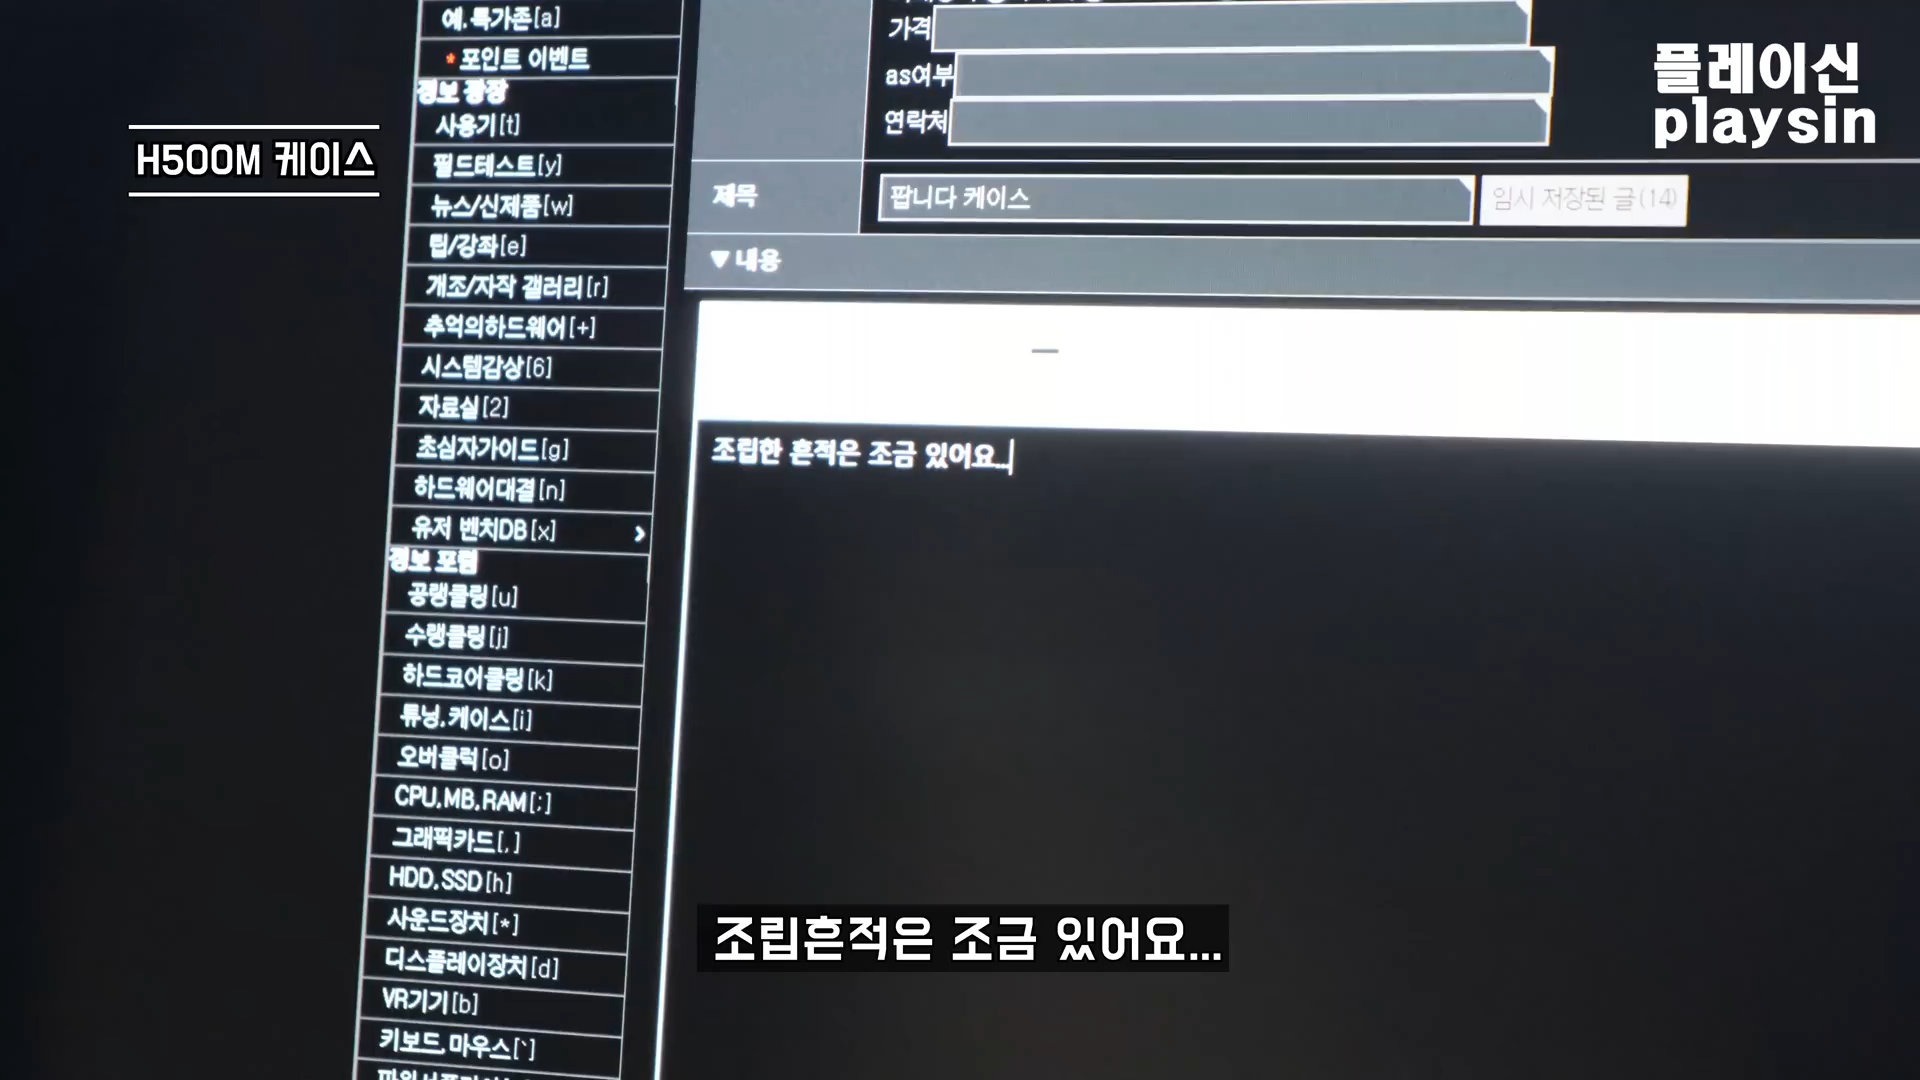 H500M 케이스
플레이신
playsin
예.특가존[a]
* 포인트 이벤트
정보 광장
사용기[t]
필드테스트[y]
뉴스/신제품[w]
팁/강좌[e]
개조/자작 갤러리[r]
추억의하드웨어[+]
시스템감상[6]
자료실[2]
초심자가이드[g]
하드웨어대결[n]
유저 벤치DB[x]
정보 포럼
공랭쿨링[u]
수랭쿨링[j]
하드코어쿨링[k]
튜닝.케이스[i]
오버클럭[o]
CPU.MB.RAM[;]
그래픽카드[,]
HDD.SSD[h]
사운드장치[*]
디스플레이장치[d]
VR기기[b]
키보드.마우스[`]
가격
as여부
연락처
제목
팝니다 케이스
임시 저장된 글(14)
▼내용
조립한 흔적은 조금 있어요...
조립흔적은 조금 있어요...